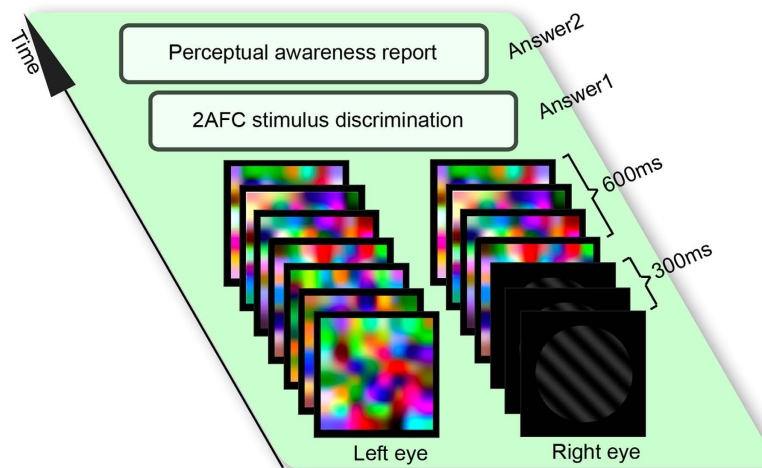 Time
Perceptual awareness report
Answer2
2AFC stimulus discrimination
Answer1
600ms
300ms
Left eye
Right eye